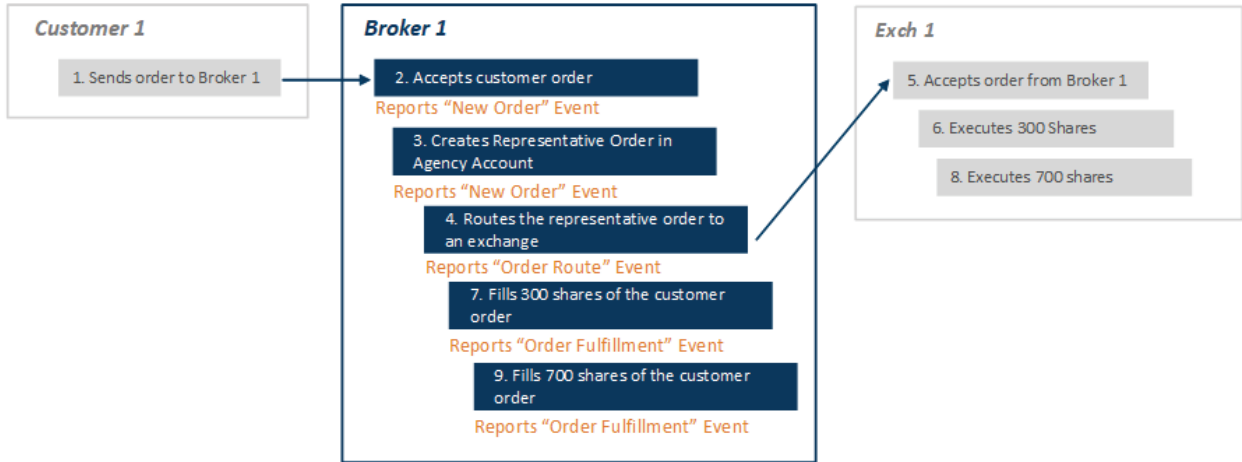 Customer 1
1. Sends order to Broker 1
Broker 1
2. Accepts customer order
Reports “New Order” Event
3. Creates Representative Order in
Agency Account
Reports “New Order” Event
4. Routes the representative order to
an exchange
Reports “Order Route” Event
7. Fills 300 shares of the customer
order
Reports “Order Fulfillment” Event
9. Fills 700 shares of the customer
order
Reports “Order Fulfillment” Event
Exch 1
5. Accepts order from Broker 1
6. Executes 300 Shares
8. Executes 700 shares